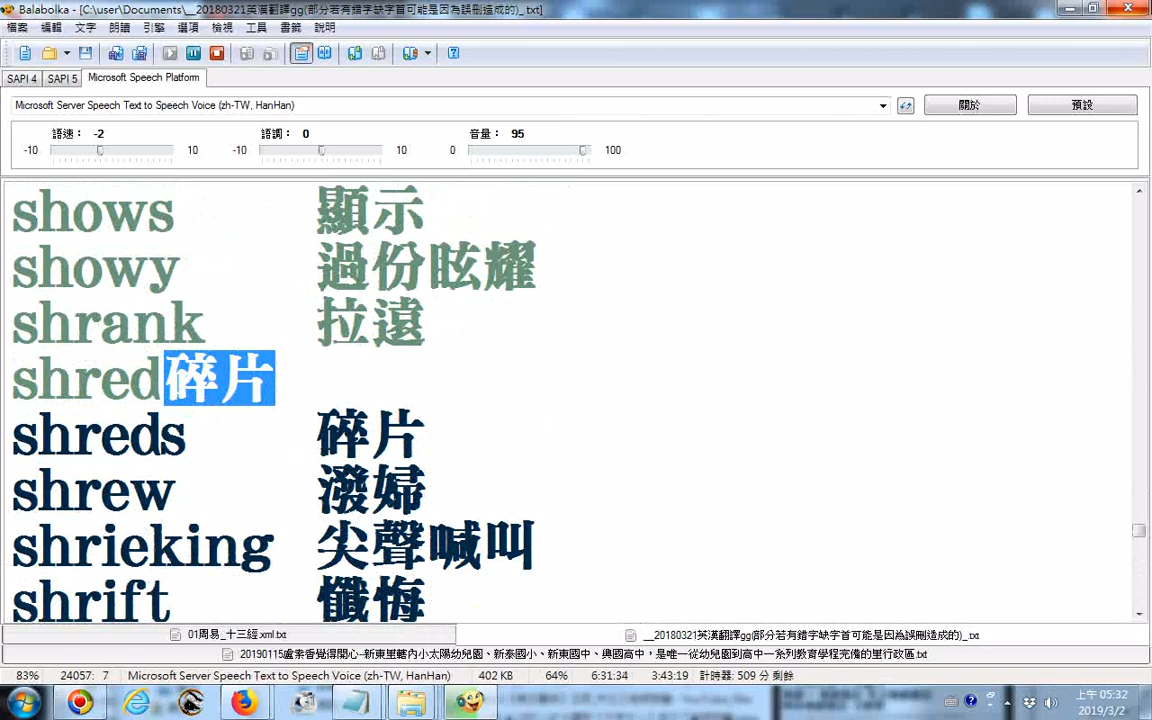 Balabolka - [C:\user\Documents\__20180321英漢翻譯gg(部分若有錯字缺字首可能是因為誤刪造成的)_.txt]
檔案 編輯 文字 朗讀 引擎 選項 檢視 工具 書籤 說明
SAPI 4 SAPI 5 Microsoft Speech Platform
Microsoft Server Speech Text to Speech Voice (zh-TW, HanHan) 關於 預設
語速： -2 語調： 0 音量： 95
-10 10 -10 10 0 100
shows 顯示
showy 過份眩耀
shrank 拉遠
shred碎片
shreds 碎片
shrew 潑婦
shrieking 尖聲喊叫
shrift 懺悔
01周易_十三經.xml.txt __20180321英漢翻譯gg(部分若有錯字缺字首可能是因為誤刪造成的)_.txt
20190115盧素香覺得開心~新東里轄內小太陽幼兒園、新泰國小、新東國中、興國高中，是唯一從幼兒園到高中一系列教育學程完備的里行政區.txt
83% 24057: 7 Microsoft Server Speech Text to Speech Voice (zh-TW, HanHan) 402 KB 64% 6:31:34 3:43:19 計時器: 509 分 剩餘
上午 05:32
2019/3/2